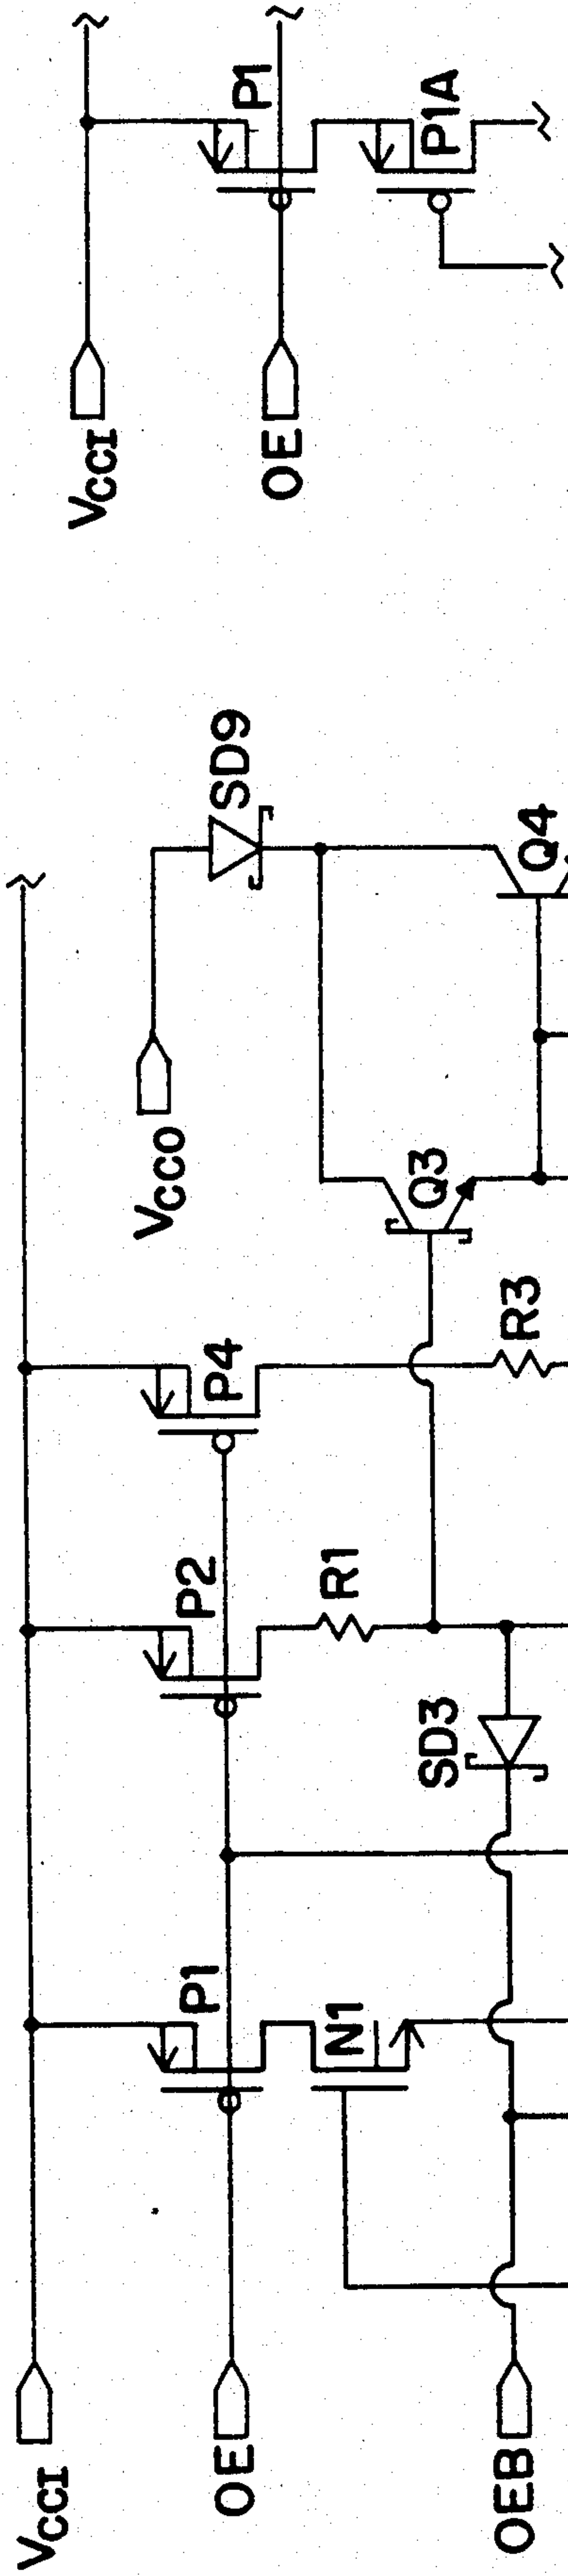 VCCI
OE
P1
P1A
VCCO
SD9
Q4
Q3
P4
R3
P2
R1
SD3
P1
N1
VCCI
OE
OEB